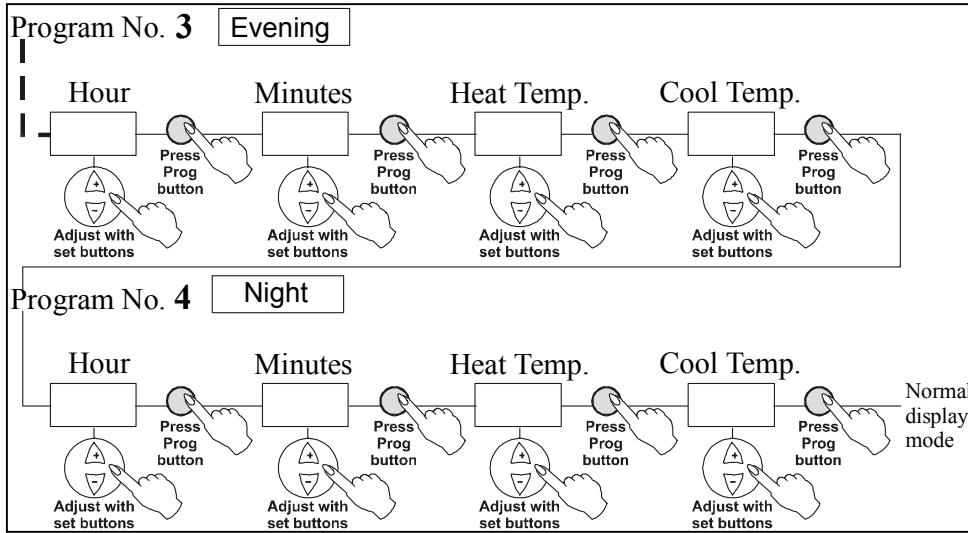 Program No. 3 Evening
Hour Minutes Heat Temp. Cool Temp.
Press Prog button
Press Prog button
Press Prog button
Press Prog button
+
−
+
−
+
−
+
−
Adjust with set buttons
Adjust with set buttons
Adjust with set buttons
Adjust with set buttons
Program No. 4 Night
Hour Minutes Heat Temp. Cool Temp.
Press Prog button
Press Prog button
Press Prog button
Press Prog button
Normal display mode
+
−
+
−
+
−
+
−
Adjust with set buttons
Adjust with set buttons
Adjust with set buttons
Adjust with set buttons